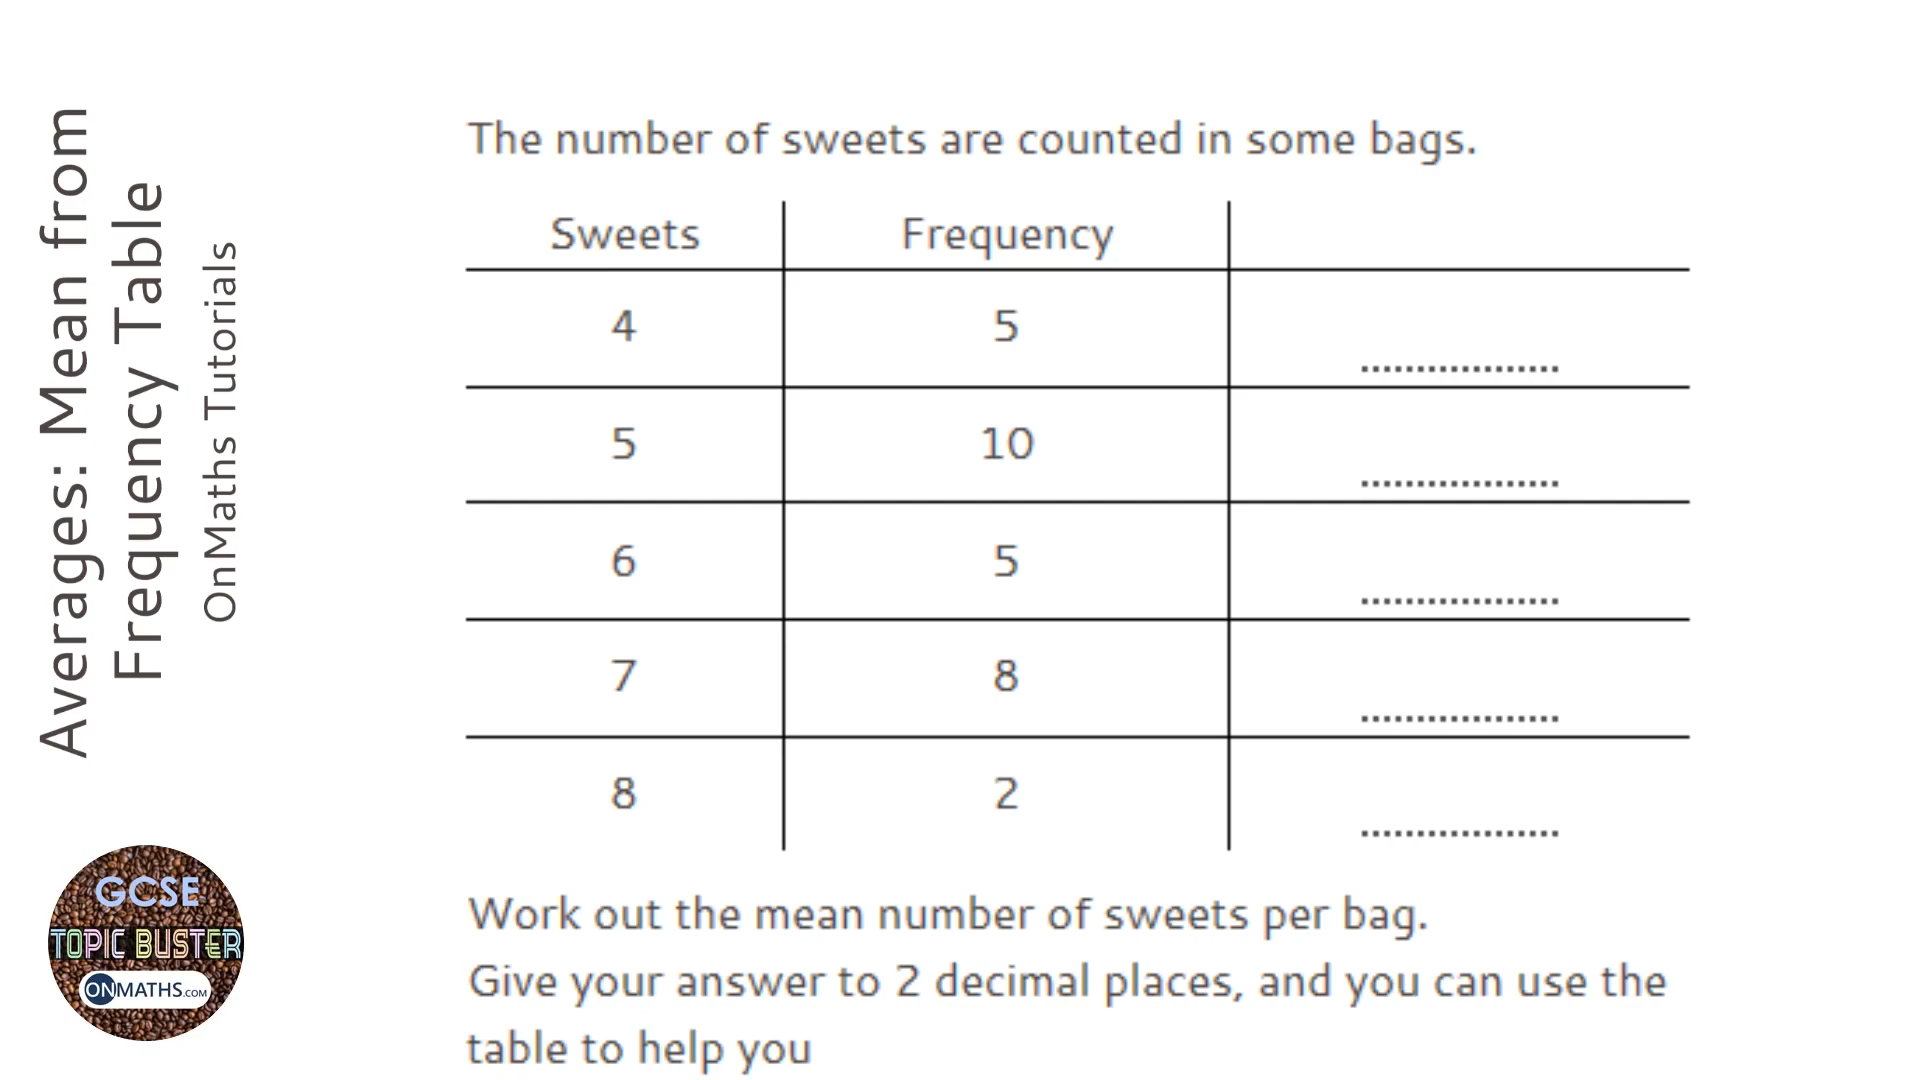 Averages: Mean from
Frequency Table
OnMaths Tutorials
The number of sweets are counted in some bags.
Sweets Frequency
4 5 ..................
5 10 ..................
6 5 ..................
7 8 ..................
8 2 ..................
Work out the mean number of sweets per bag.
Give your answer to 2 decimal places, and you can use the
table to help you
GCSE
TOPIC BUSTER
ONMATHS.COM